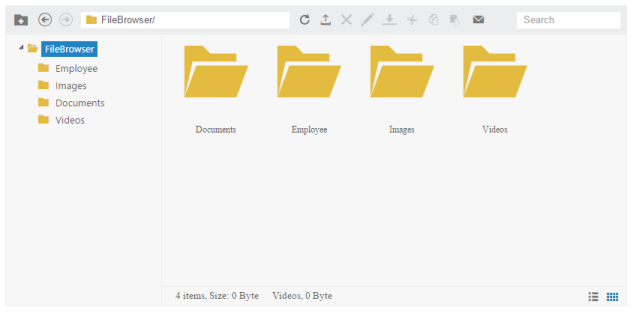 FileBrowser/
Search
FileBrowser
Employee
Images
Documents
Videos
Documents Employee Images Videos
4 items, Size: 0 Byte Videos, 0 Byte